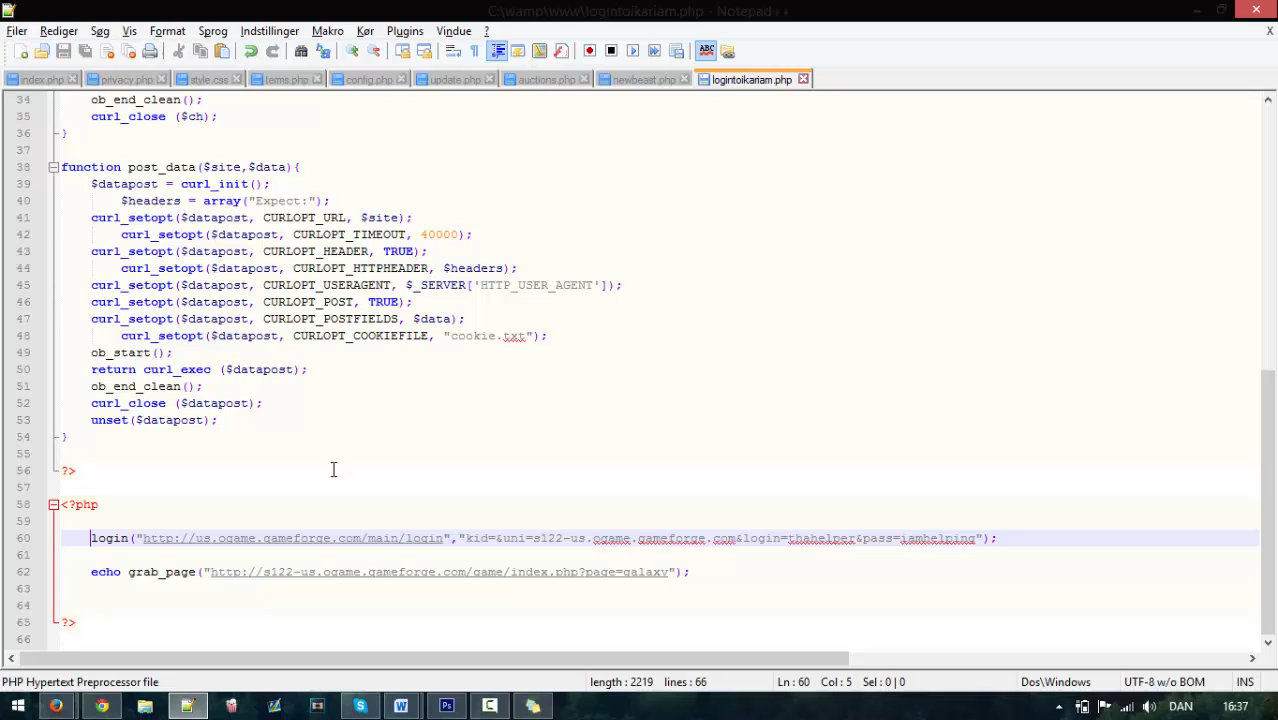 C:\wamp\www\logintoikariam.php - Notepad++
Filer Rediger Søg Vis Format Sprog Indstillinger Makro Kør Plugins Vindue ? X
index.php privacy.php style.css terms.php config.php update.php auctions.php newbeast.php logintoikariam.php
34 ob_end_clean();
35 curl_close ($ch);
36 }
37
38 function post_data($site,$data){
39 $datapost = curl_init();
40 $headers = array("Expect:");
41 curl_setopt($datapost, CURLOPT_URL, $site);
42 curl_setopt($datapost, CURLOPT_TIMEOUT, 40000);
43 curl_setopt($datapost, CURLOPT_HEADER, TRUE);
44 curl_setopt($datapost, CURLOPT_HTTPHEADER, $headers);
45 curl_setopt($datapost, CURLOPT_USERAGENT, $_SERVER['HTTP_USER_AGENT']);
46 curl_setopt($datapost, CURLOPT_POST, TRUE);
47 curl_setopt($datapost, CURLOPT_POSTFIELDS, $data);
48 curl_setopt($datapost, CURLOPT_COOKIEFILE, "cookie.txt");
49 ob_start();
50 return curl_exec ($datapost);
51 ob_end_clean();
52 curl_close ($datapost);
53 unset($datapost);
54 }
55
56 ?>
57
58 <?php
59
60 login("http://us.ogame.gameforge.com/main/login","kid=&uni=s122-us.ogame.gameforge.com&login=thahelper&pass=iamhelping");
61
62 echo grab_page("http://s122-us.ogame.gameforge.com/game/index.php?page=galaxy");
63
64
65 ?>
66
PHP Hypertext Preprocessor file length : 2219 lines : 66 Ln : 60 Col : 5 Sel : 0 | 0 Dos\Windows UTF-8 w/o BOM INS
DAN 16:37